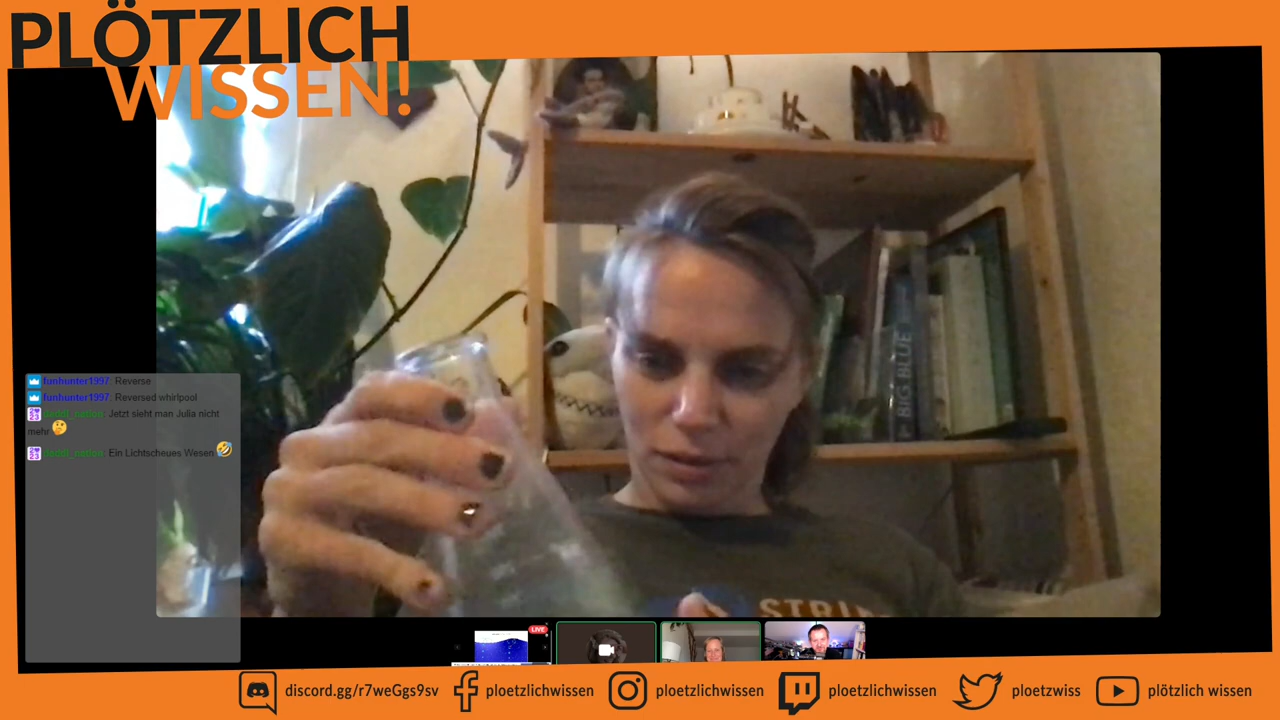 PLÖTZLICH
WISSEN!
funhunter1997: Reverse
funhunter1997: Reversed whirlpool
Jetzt sieht man Julia nicht
mehr 🤔
Ein Lichtscheues Wesen 🤣
BIG BLUE
LIVE
discord.gg/r7weGgs9sv
ploetzlichwissen
ploetzlichwissen
ploetzlichwissen
ploetzwiss
plötzlich wissen